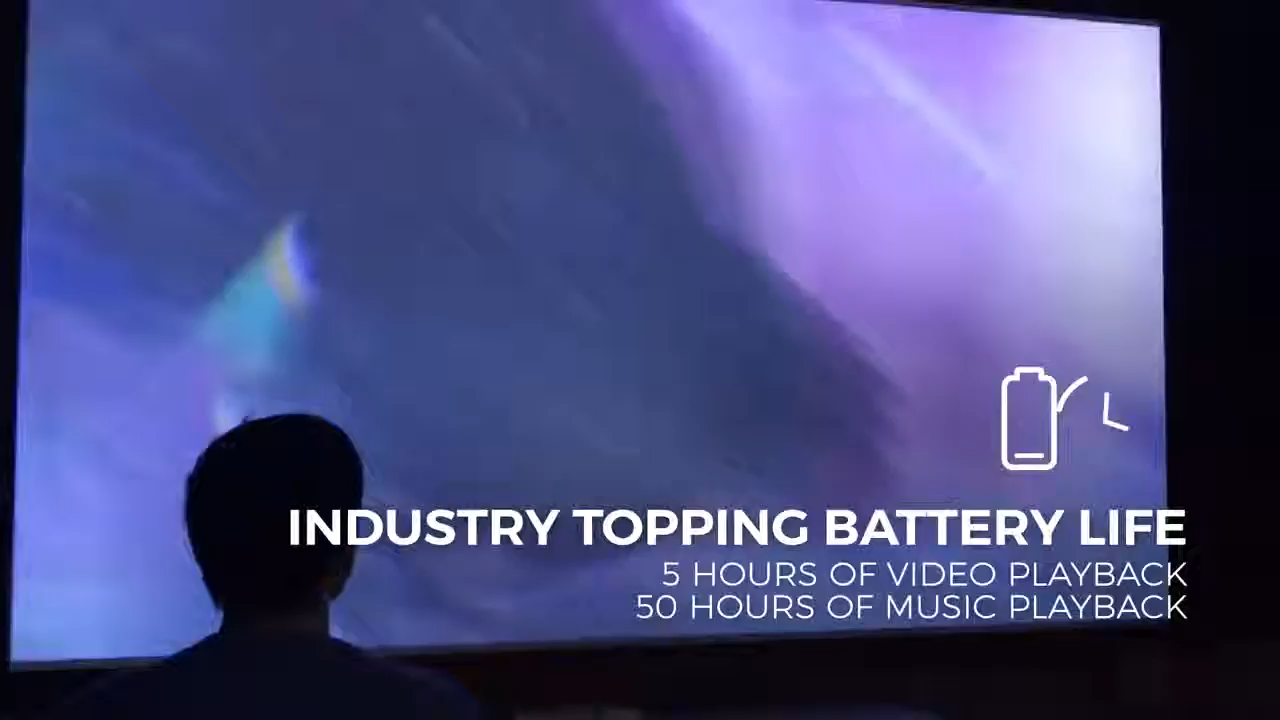 INDUSTRY TOPPING BATTERY LIFE
5 HOURS OF VIDEO PLAYBACK
50 HOURS OF MUSIC PLAYBACK